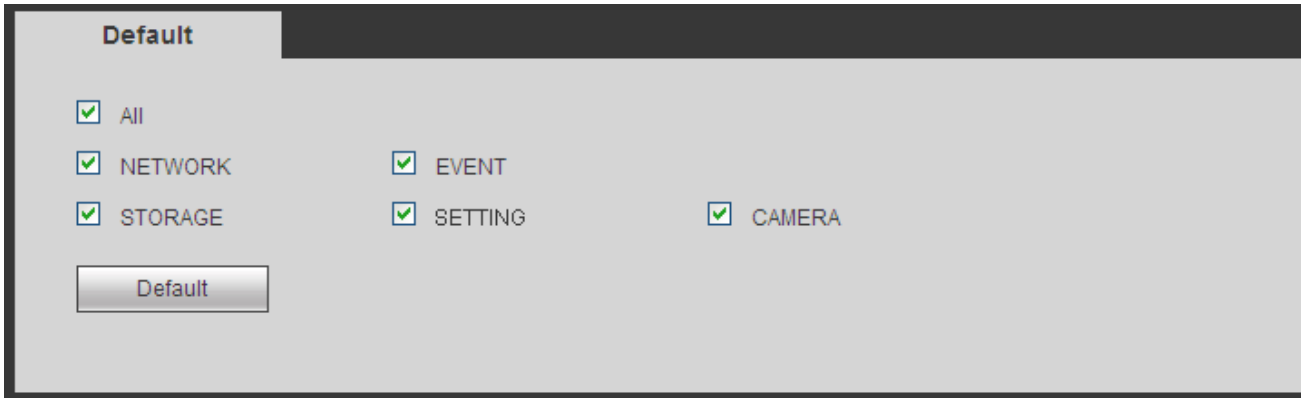 Default
All
NETWORK EVENT
STORAGE SETTING CAMERA
Default